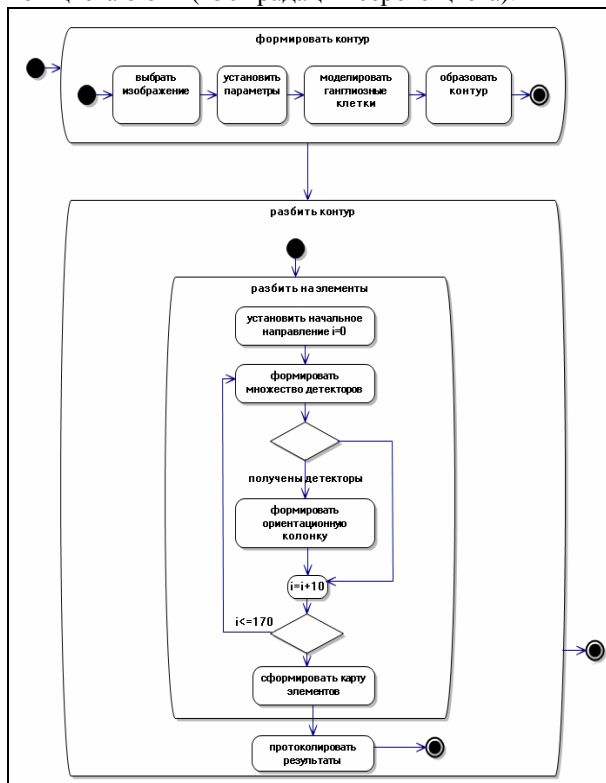 формировать контур
выбрать
изображение
установить
параметры
моделировать
ганглиозные
клетки
образовать
контур
разбить контур
разбить на элементы
установить начальное
направление i=0
формировать
множество детекторов
получены детекторы
формировать
ориентационную
колонку
i=i+10
i<=170
сформировать карту
элементов
протоколировать
результаты